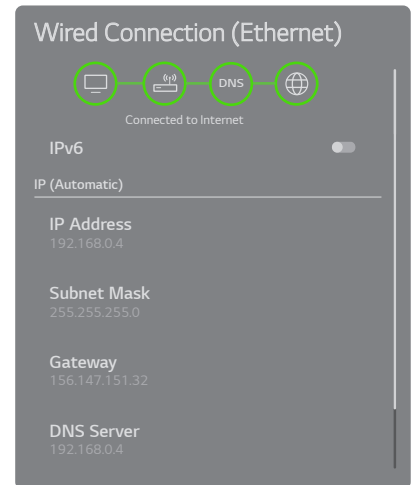 Wired Connection (Ethernet)
DNS
Connected to Internet
IPv6
IP (Automatic)
IP Address
192.168.0.4
Subnet Mask
255.255.255.0
Gateway
156.147.151.32
DNS Server
192.168.0.4